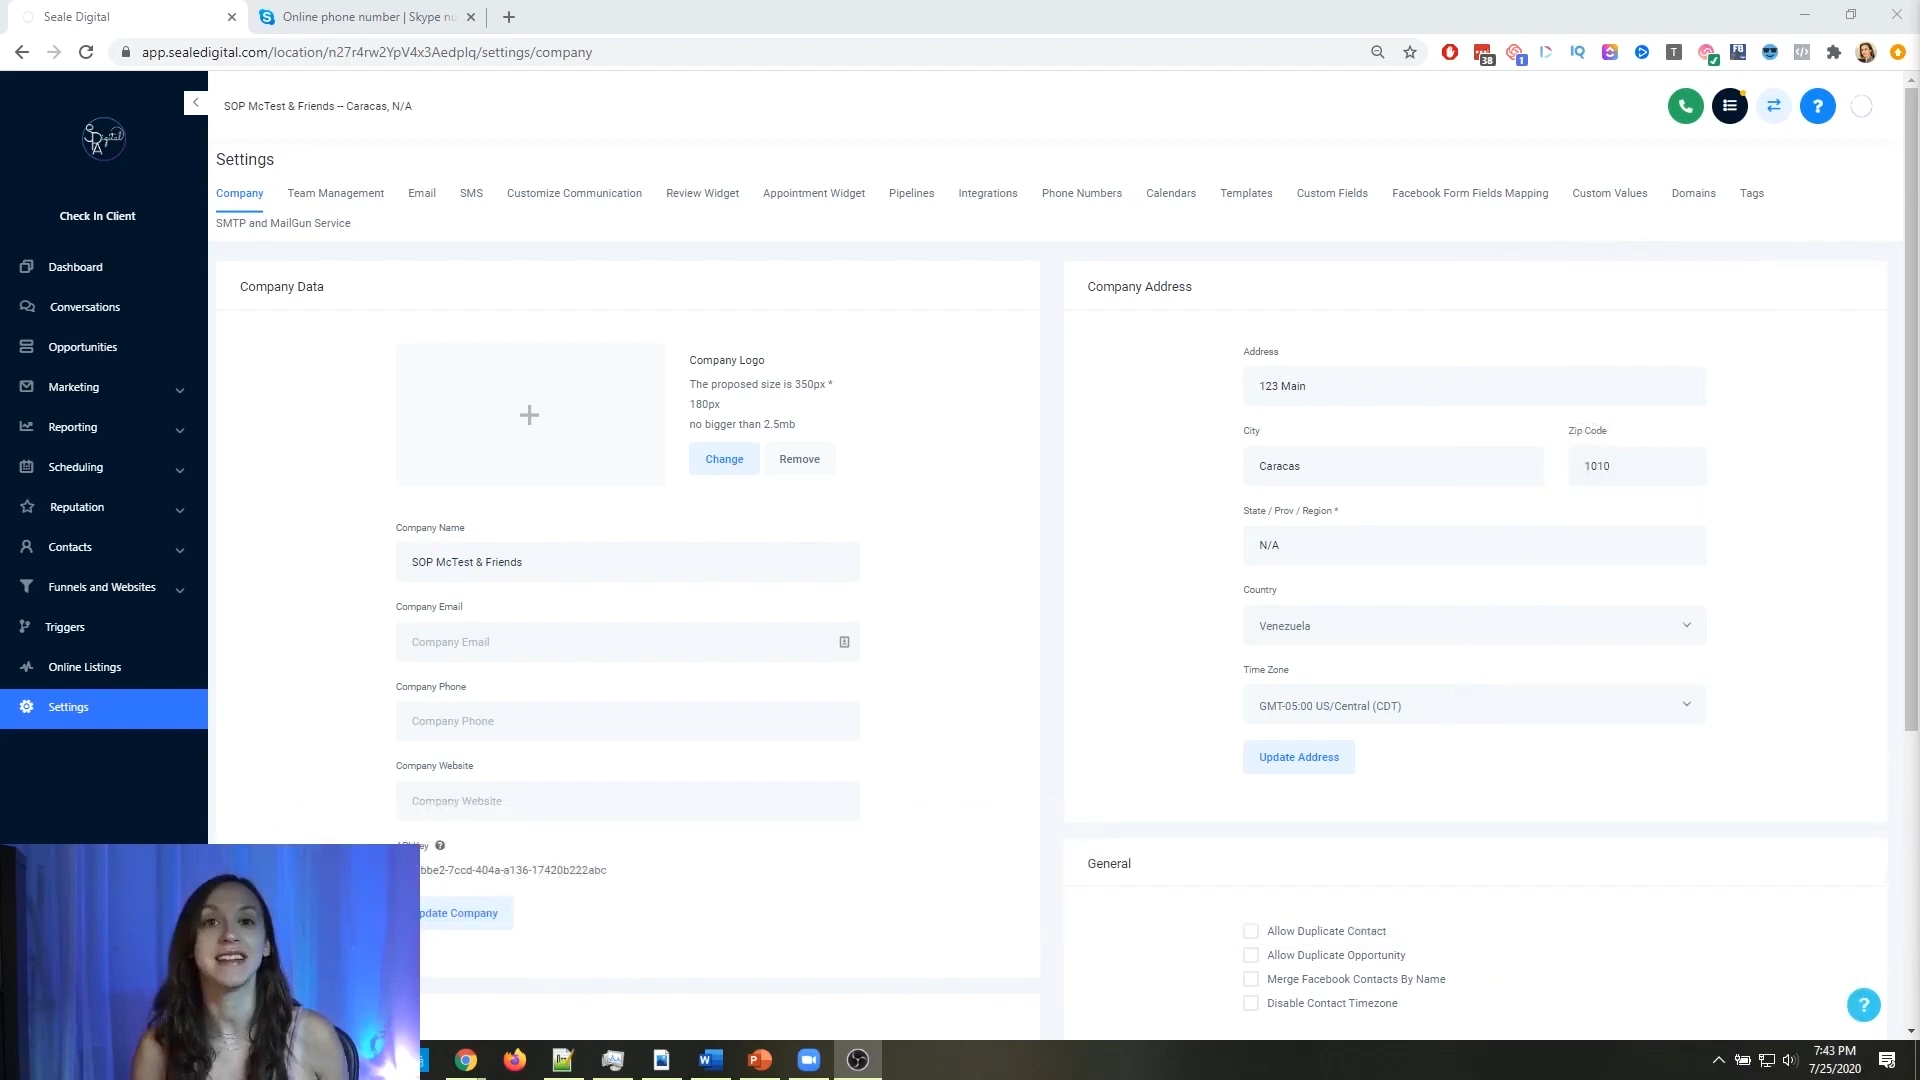 Seale Digital
Online phone number | Skype nu
app.sealedigital.com/location/n27r4rw2YpV4x3Aedplq/settings/company
38
1
IQ
T
FB
SPA Digital
SOP McTest & Friends -- Caracas, N/A
Settings
Company Team Management Email SMS Customize Communication Review Widget Appointment Widget Pipelines Integrations Phone Numbers Calendars Templates Custom Fields Facebook Form Fields Mapping Custom Values Domains Tags
SMTP and MailGun Service
Check In Client
Dashboard
Conversations
Opportunities
Marketing
Reporting
Scheduling
Reputation
Contacts
Funnels and Websites
Triggers
Online Listings
Settings
Company Data
Company Logo
The proposed size is 350px *
180px
no bigger than 2.5mb
Change Remove
Company Name
SOP McTest & Friends
Company Email
Company Email
Company Phone
Company Phone
Company Website
Company Website
bbe2-7ccd-404a-a136-17420b222abc
pdate Company
Company Address
Address
123 Main
City Zip Code
Caracas 1010
State / Prov / Region *
N/A
Country
Venezuela
Time Zone
GMT-05:00 US/Central (CDT)
Update Address
General
Allow Duplicate Contact
Allow Duplicate Opportunity
Merge Facebook Contacts By Name
Disable Contact Timezone
7:43 PM
7/25/2020